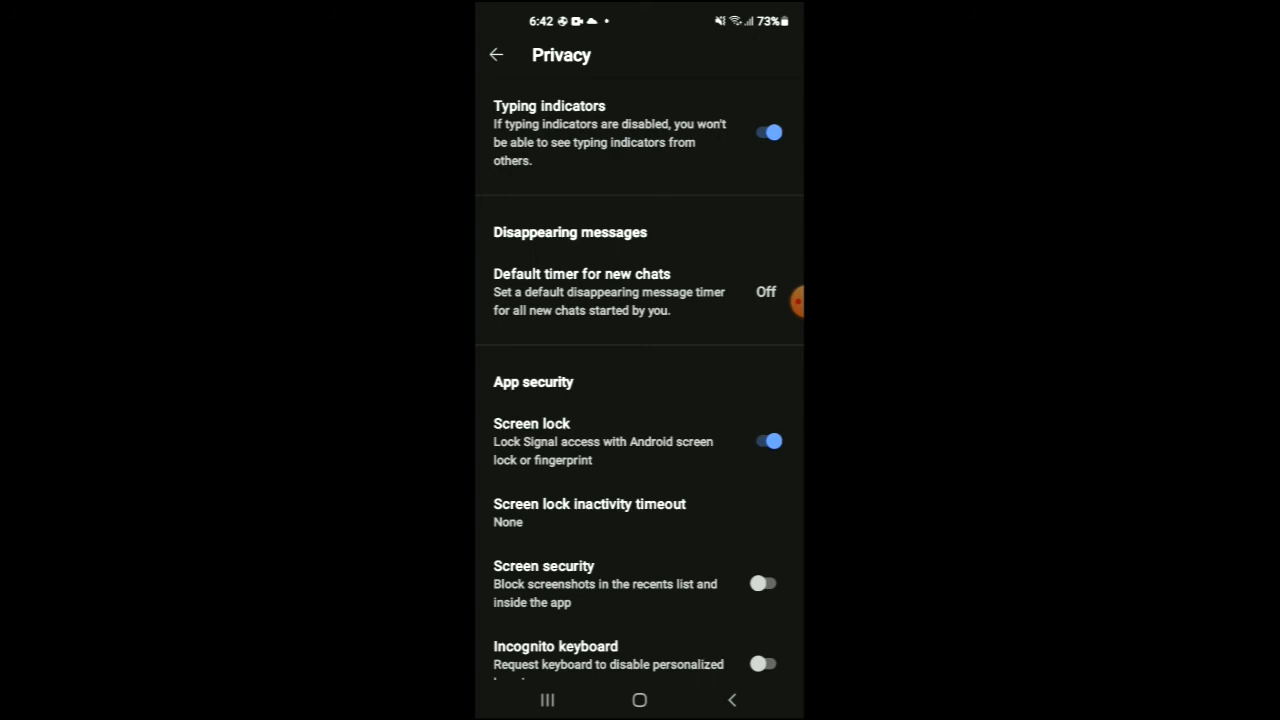 6:42
73%
Privacy
Typing indicators
If typing indicators are disabled, you won't
be able to see typing indicators from
others.
Disappearing messages
Default timer for new chats
Set a default disappearing message timer
for all new chats started by you.
Off
App security
Screen lock
Lock Signal access with Android screen
lock or fingerprint
Screen lock inactivity timeout
None
Screen security
Block screenshots in the recents list and
inside the app
Incognito keyboard
Request keyboard to disable personalized